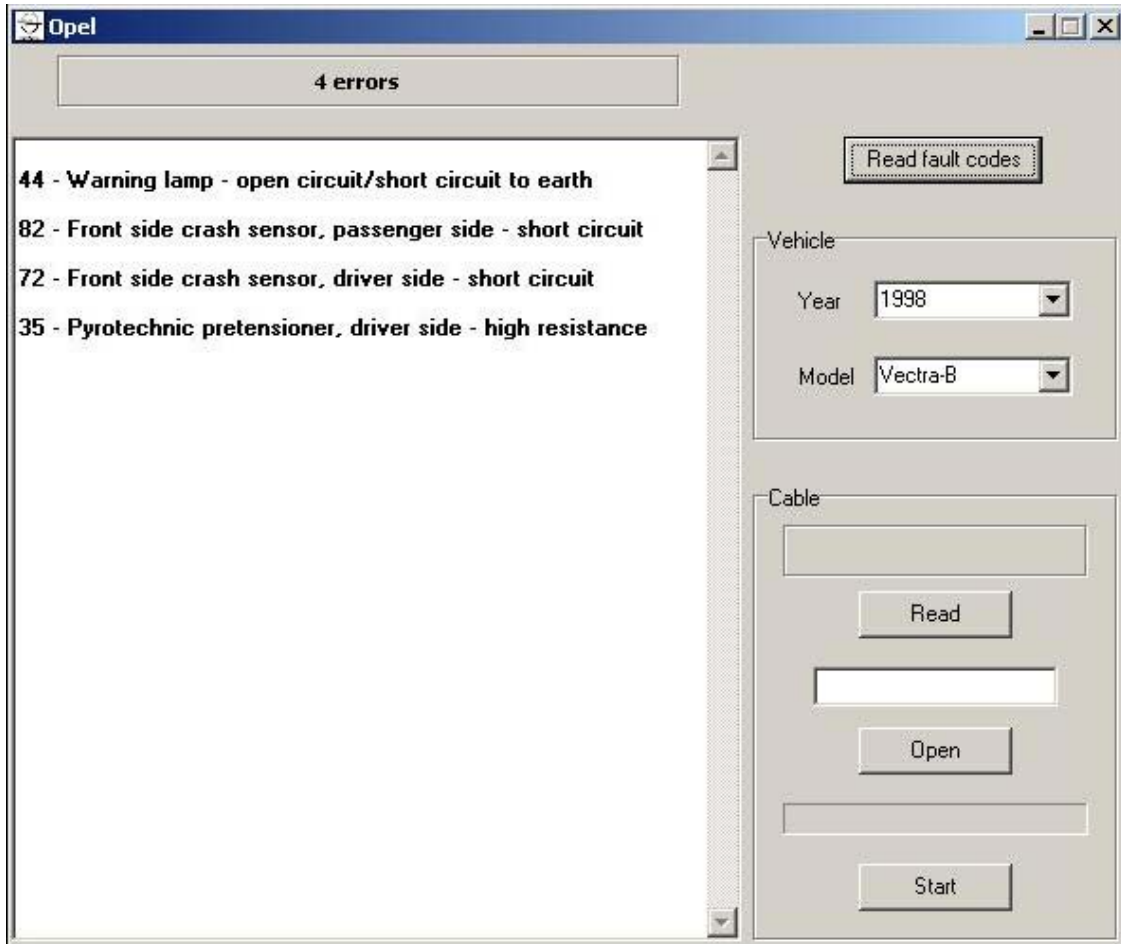 Opel
4 errors
Read fault codes
44 - Warning lamp - open circuit/short circuit to earth
82 - Front side crash sensor, passenger side - short circuit
72 - Front side crash sensor, driver side - short circuit
35 - Pyrotechnic pretensioner, driver side - high resistance
Vehicle
Year 1998
Model Vectra-B
Cable
Read
Open
Start